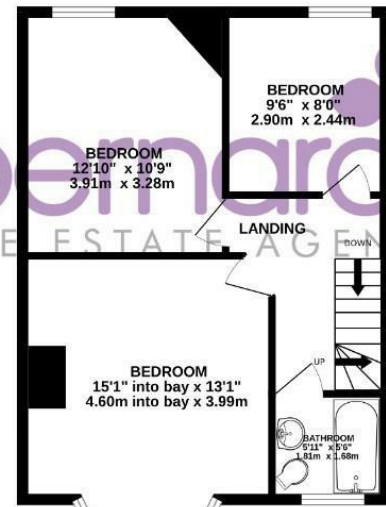 BEDROOM
12'10" x 10'9"
3.91m x 3.28m
BEDROOM
9'6" x 8'0"
2.90m x 2.44m
LANDING
DOWN
E ESTATE AGEN
BEDROOM
15'1" into bay x 13'1"
4.60m into bay x 3.99m
UP
BATHROOM
5'11" x 5'6"
1.81m x 1.68m